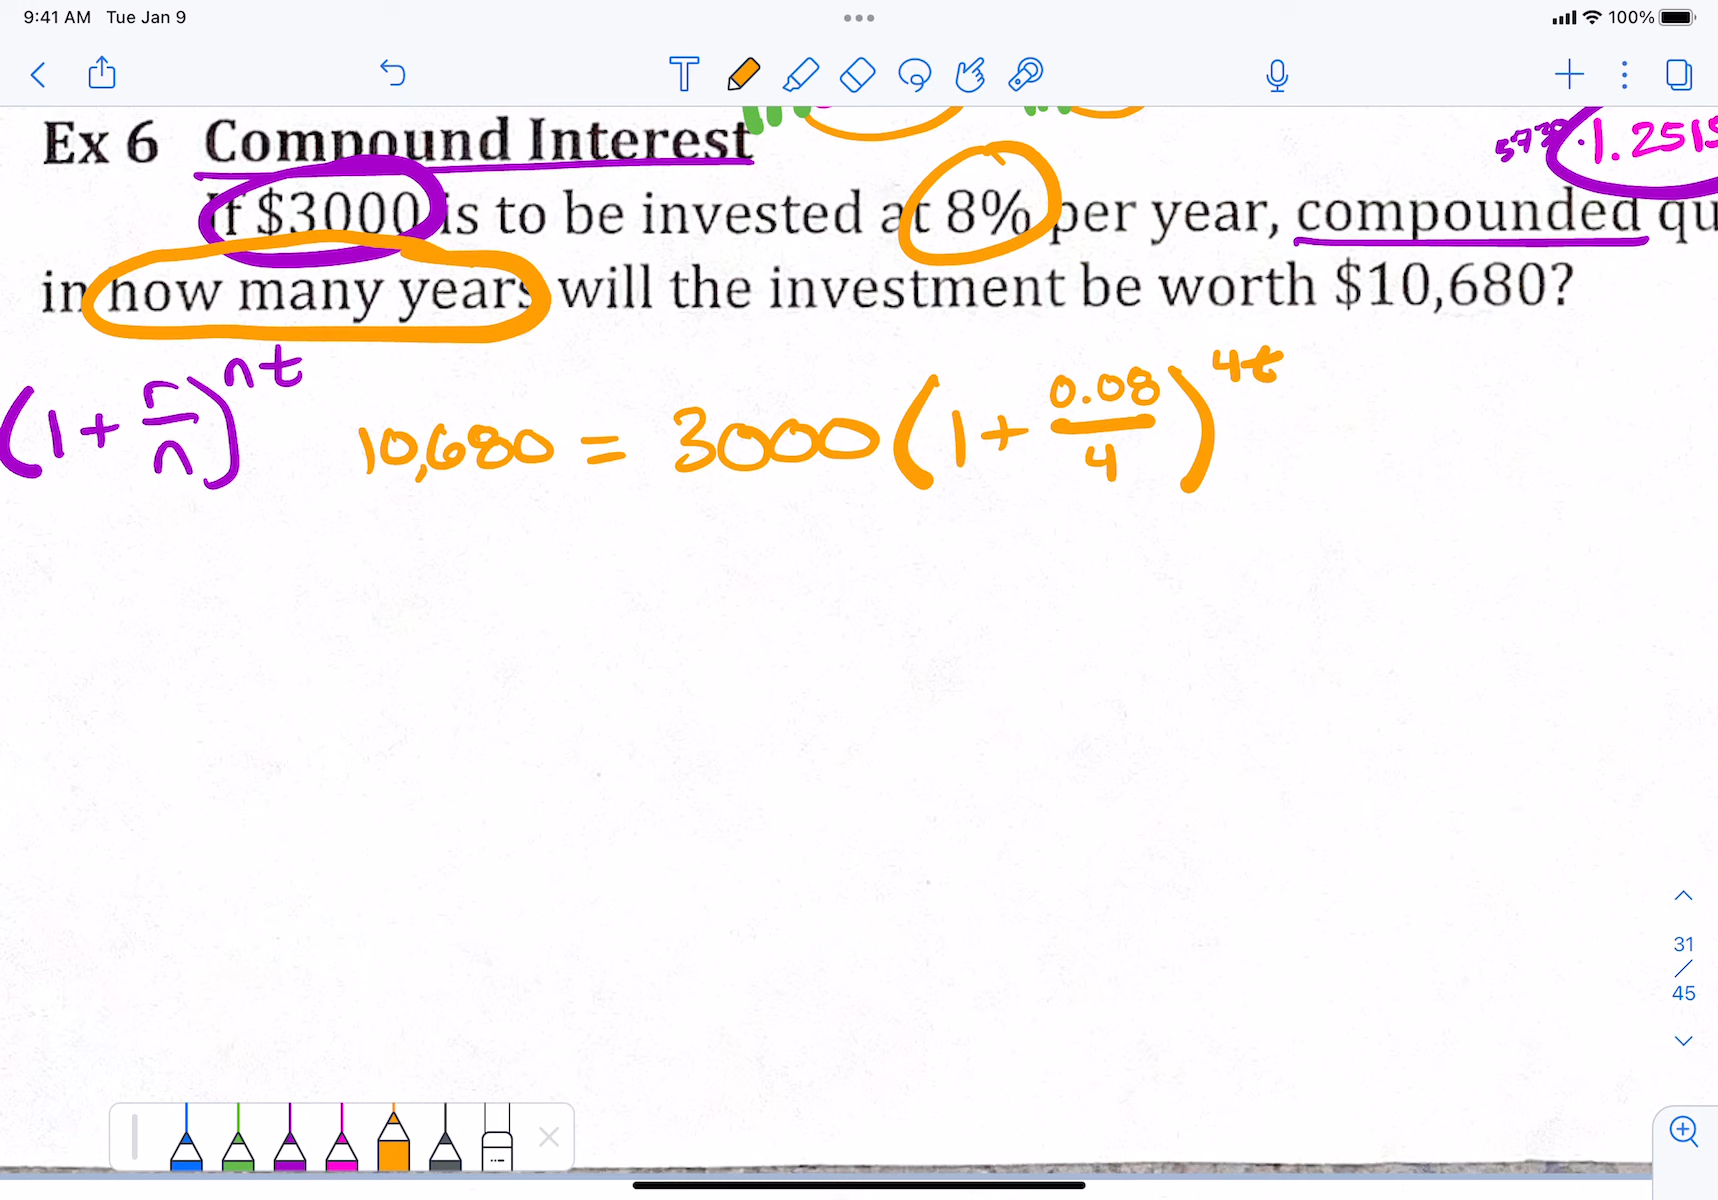 9:41 AM Tue Jan 9
100%
T
Ex 6 Compound Interest
1.251
If $3000 is to be invested at 8% per year, compounded qu
in how many years will the investment be worth $10,680?
(1 + r/n)^nt 10,680 = 3000 (1 + 0.08/4)^4t
31
/
45